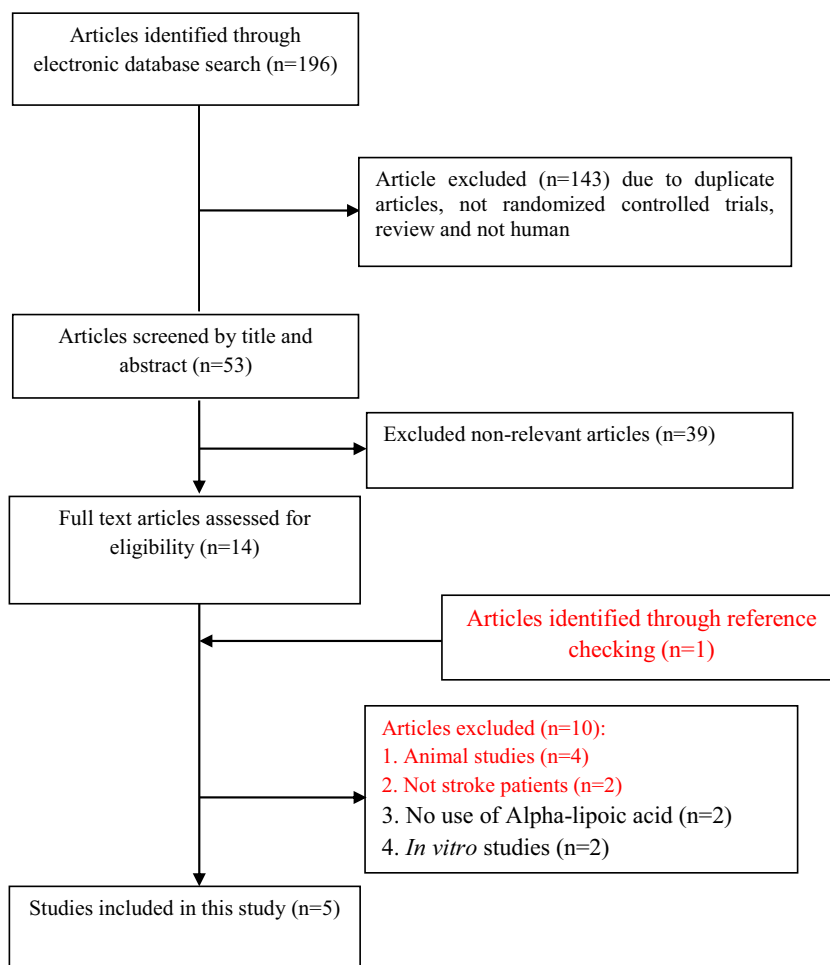 Articles identified through
electronic database search (n=196)
Article excluded (n=143) due to duplicate
articles, not randomized controlled trials,
review and not human
Articles screened by title and
abstract (n=53)
Excluded non-relevant articles (n=39)
Full text articles assessed for
eligibility (n=14)
Articles identified through reference
checking (n=1)
Articles excluded (n=10):
1. Animal studies (n=4)
2. Not stroke patients (n=2)
3. No use of Alpha-lipoic acid (n=2)
4. In vitro studies (n=2)
Studies included in this study (n=5)